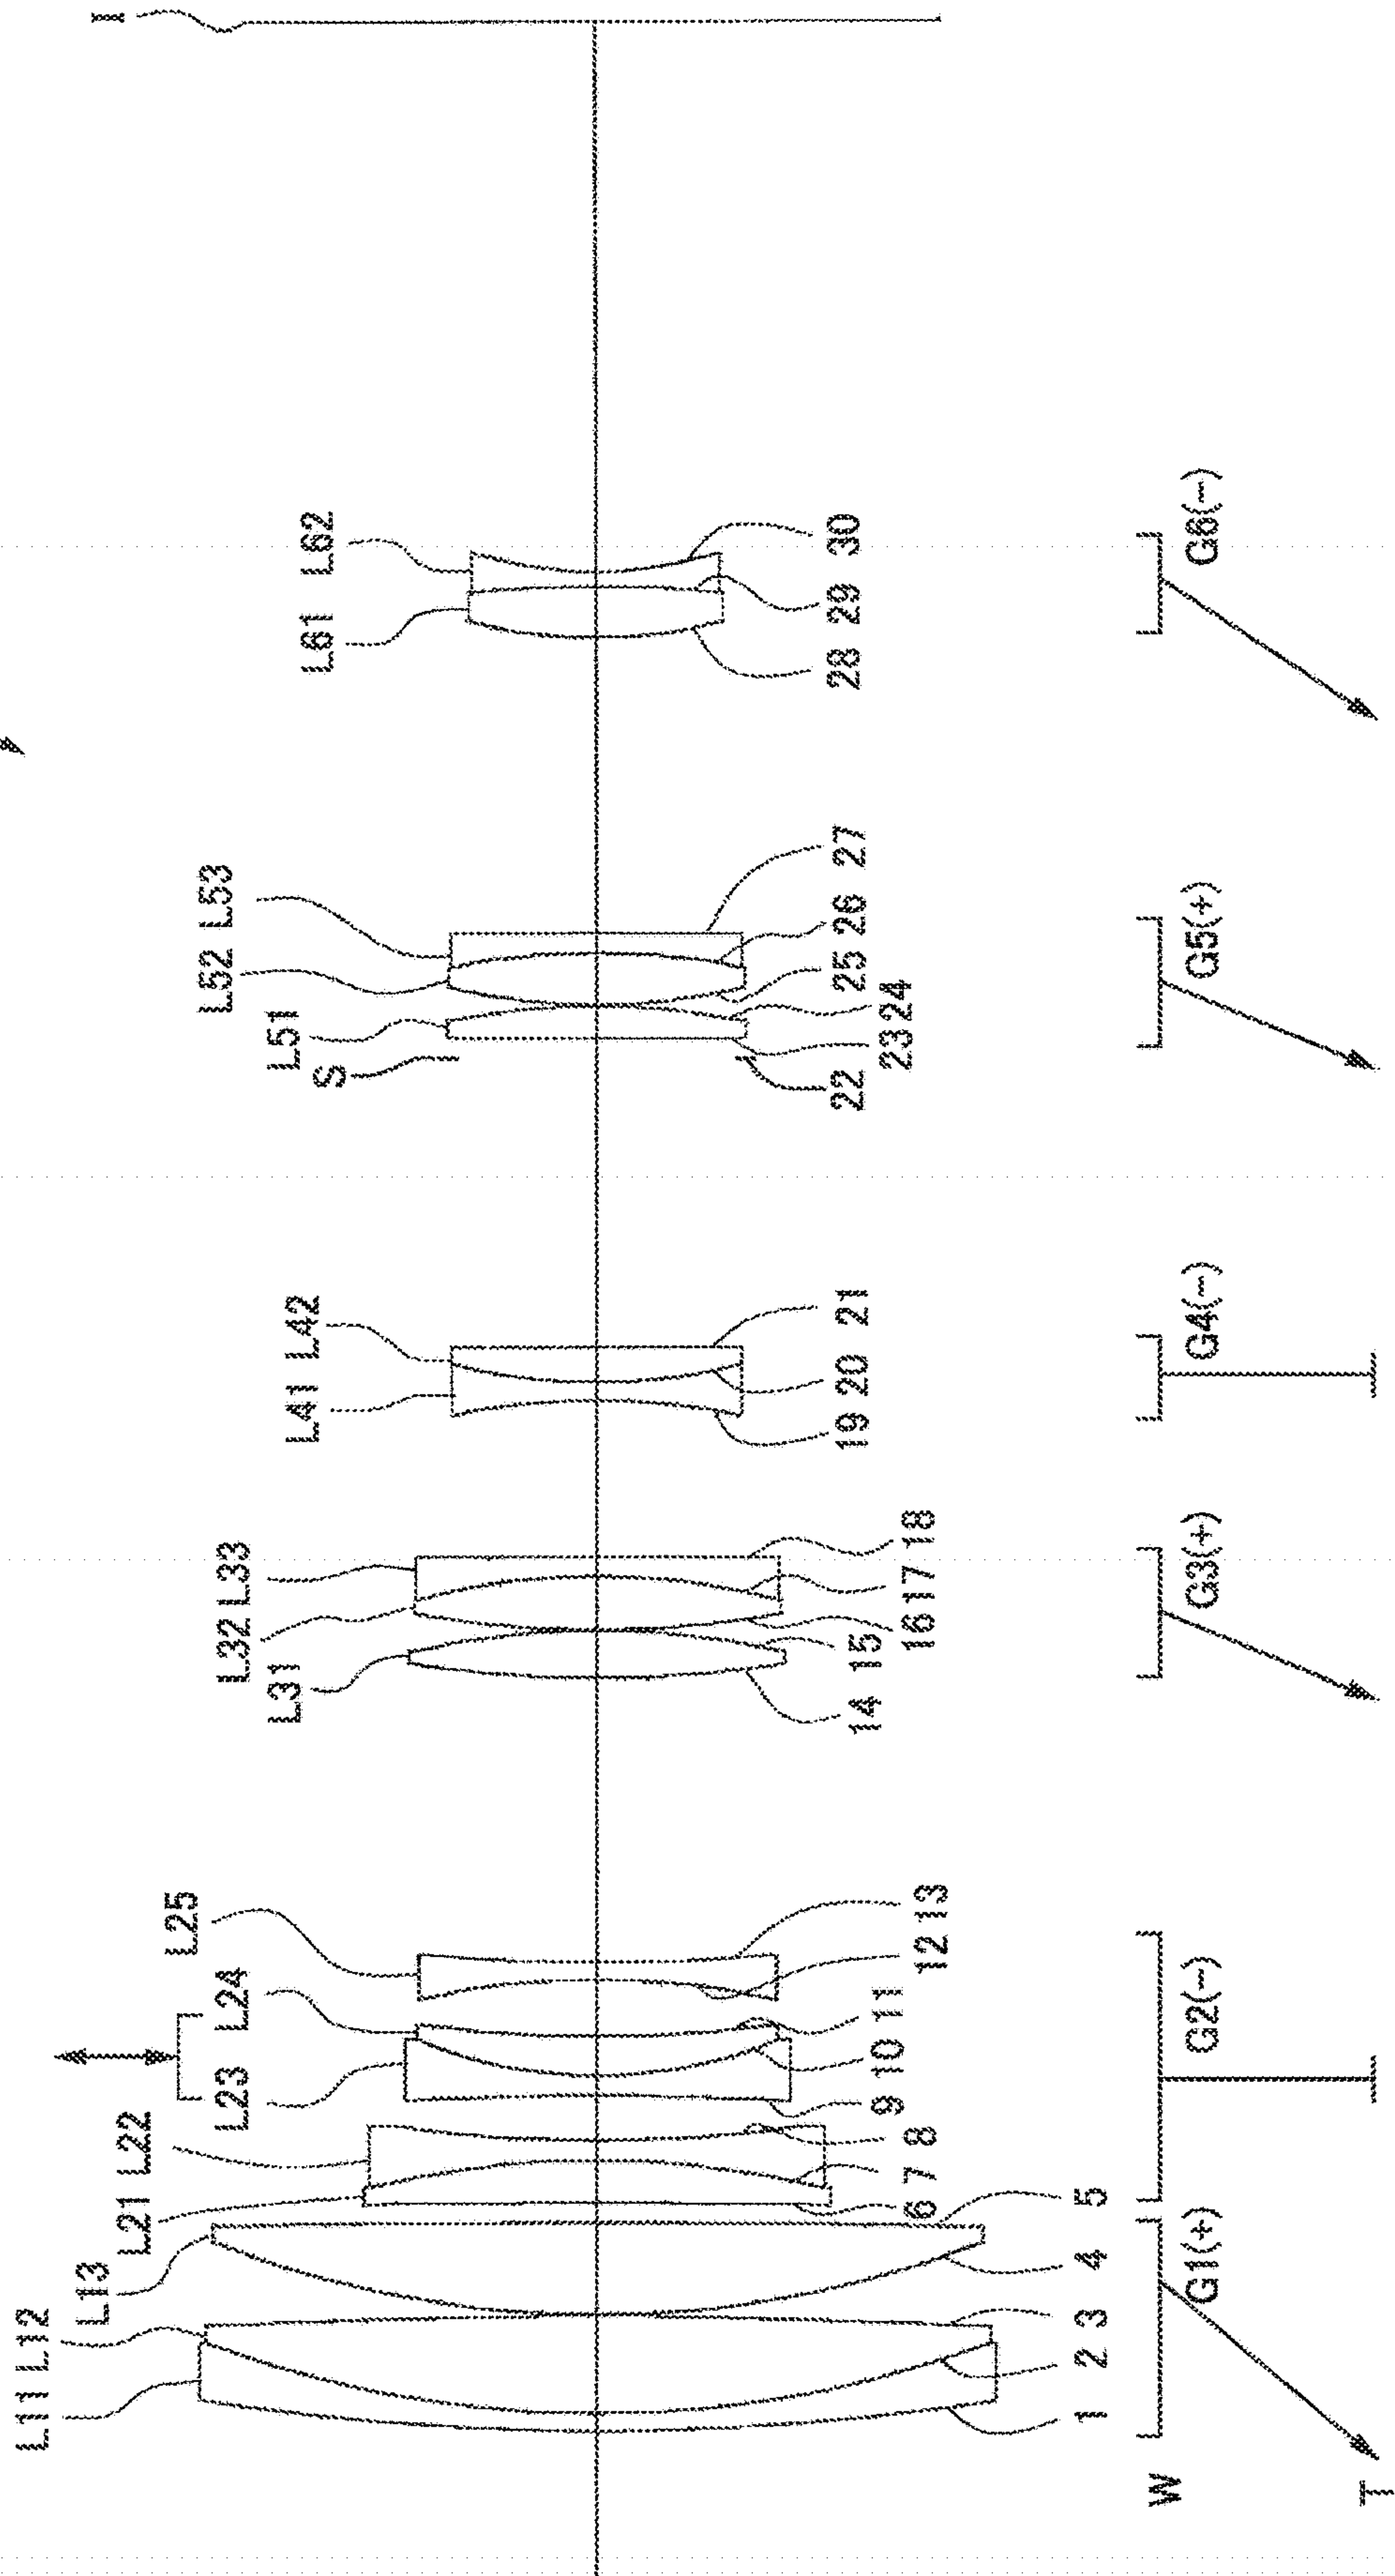 L11 L12 L13 L21 L22 L23 L24 L25 L31 L32 L33 L41 L42 S L51 L52 L53 L61 L62 I
1 2 3 4 5 6 7 8 9 10 11 12 13 14 15 16 17 18 19 20 21 22 23 24 25 26 27 28 29 30
W G1(+) G2(−) G3(+) G4(−) G5(+) G6(−)
T